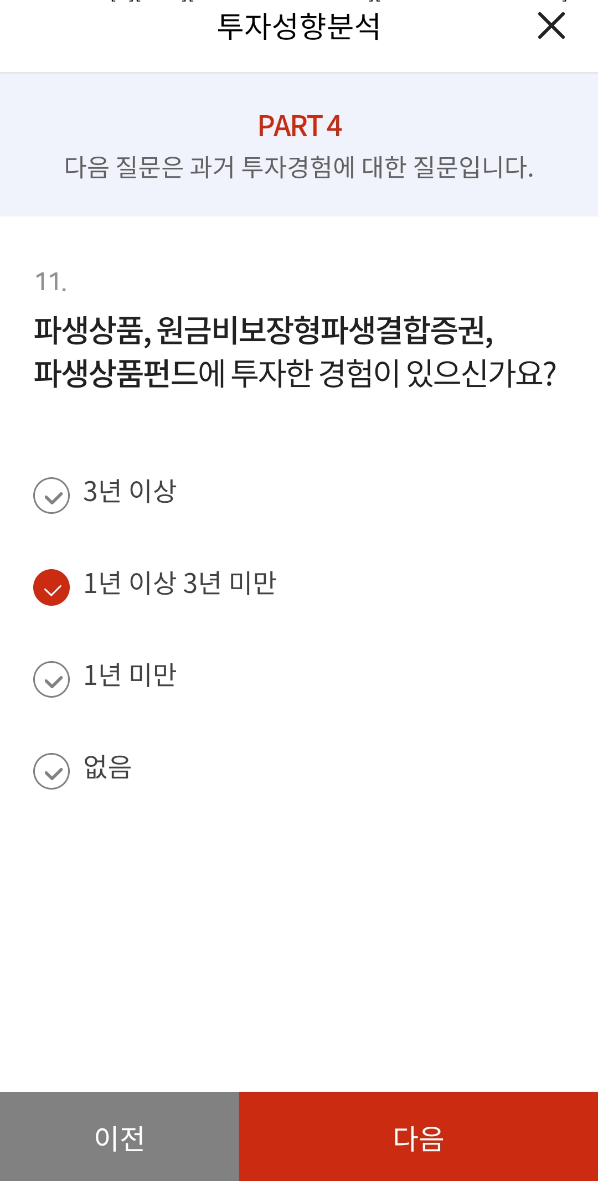 투자성향분석
PART 4
다음 질문은 과거 투자경험에 대한 질문입니다.
11.
파생상품, 원금비보장형파생결합증권,
파생상품펀드에 투자한 경험이 있으신가요?
3년 이상
1년 이상 3년 미만
1년 미만
없음
이전
다음